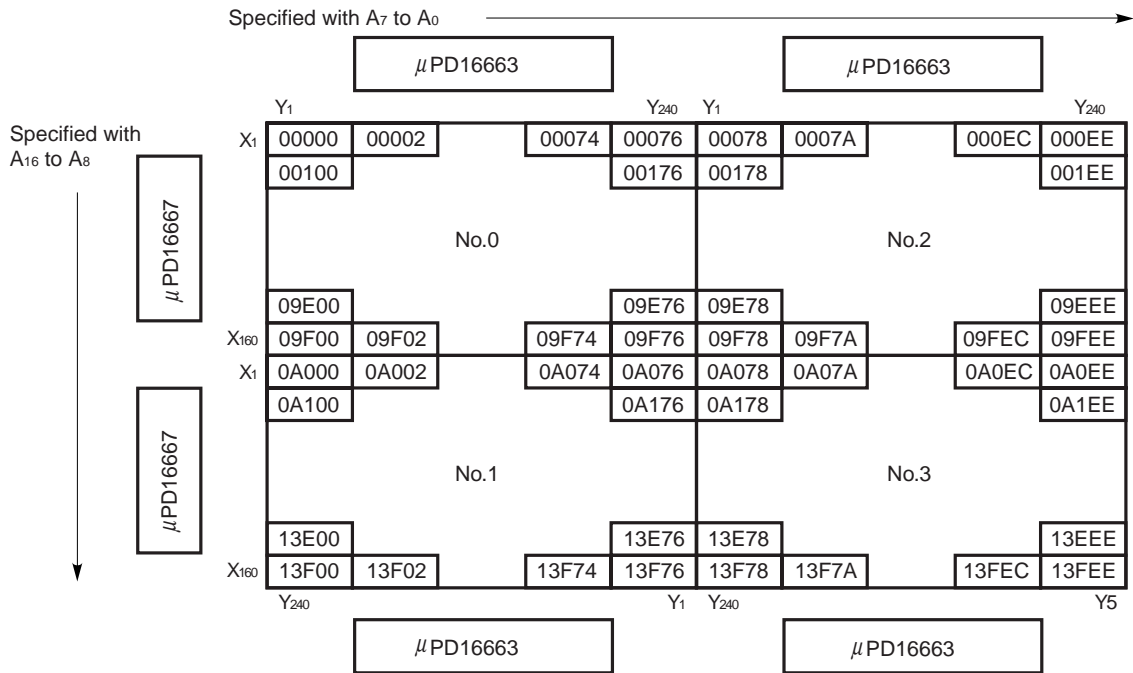 Specified with A7 to A0
μPD16663 μPD16663
Y1 Y240 Y1 Y240
Specified with
A16 to A8
X1 00000 00002 00074 00076 00078 0007A 000EC 000EE
00100 00176 00178 001EE
μPD16667
No.0 No.2
09E00 09E76 09E78 09EEE
X160 09F00 09F02 09F74 09F76 09F78 09F7A 09FEC 09FEE
X1 0A000 0A002 0A074 0A076 0A078 0A07A 0A0EC 0A0EE
0A100 0A176 0A178 0A1EE
μPD16667
No.1 No.3
13E00 13E76 13E78 13EEE
X160 13F00 13F02 13F74 13F76 13F78 13F7A 13FEC 13FEE
Y240 Y1 Y240 Y5
μPD16663 μPD16663